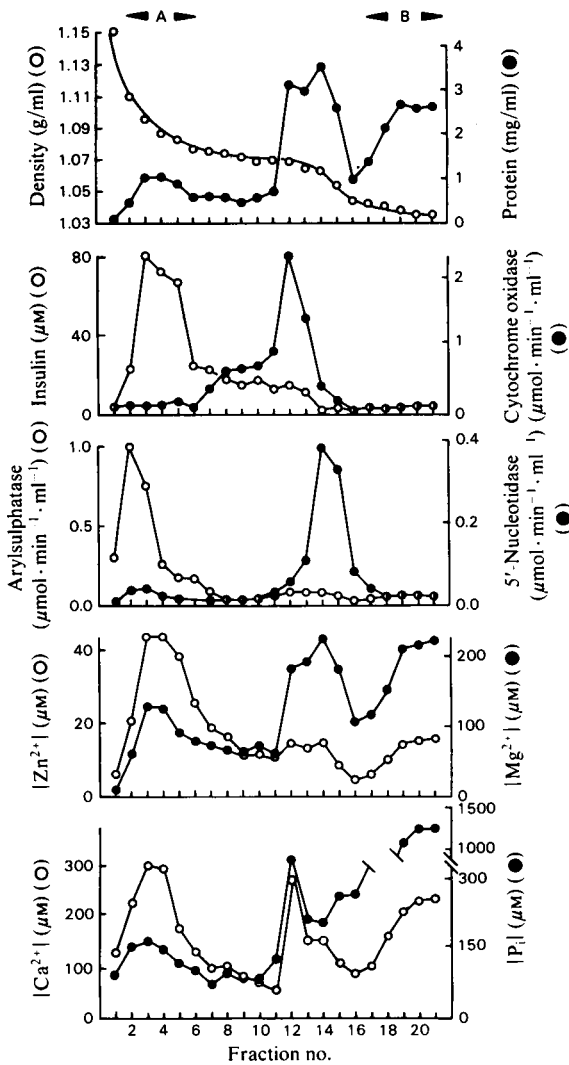 A B
1.15
1.13
1.11
1.09
1.07
1.05
1.03
Density (g/ml) (O)
4
3
2
1
0
Protein (mg/ml) (●)
80
40
0
Insulin (μM) (O)
2
1
0
Cytochrome oxidase
(μmol·min⁻¹·ml⁻¹)
(●)
1.0
0.5
0.0
Arylsulphatase
(μmol·min⁻¹·ml⁻¹) (O)
0.4
0.2
0.0
5'-Nucleotidase
(μmol·min⁻¹·ml⁻¹)
(●)
40
20
0
|Zn²⁺| (μM) (O)
200
100
0
|Mg²⁺| (μM) (●)
300
200
100
0
|Ca²⁺| (μM) (O)
1500
1000
300
150
0
|Pi| (μM) (●)
2 4 6 8 10 12 14 16 18 20
Fraction no.